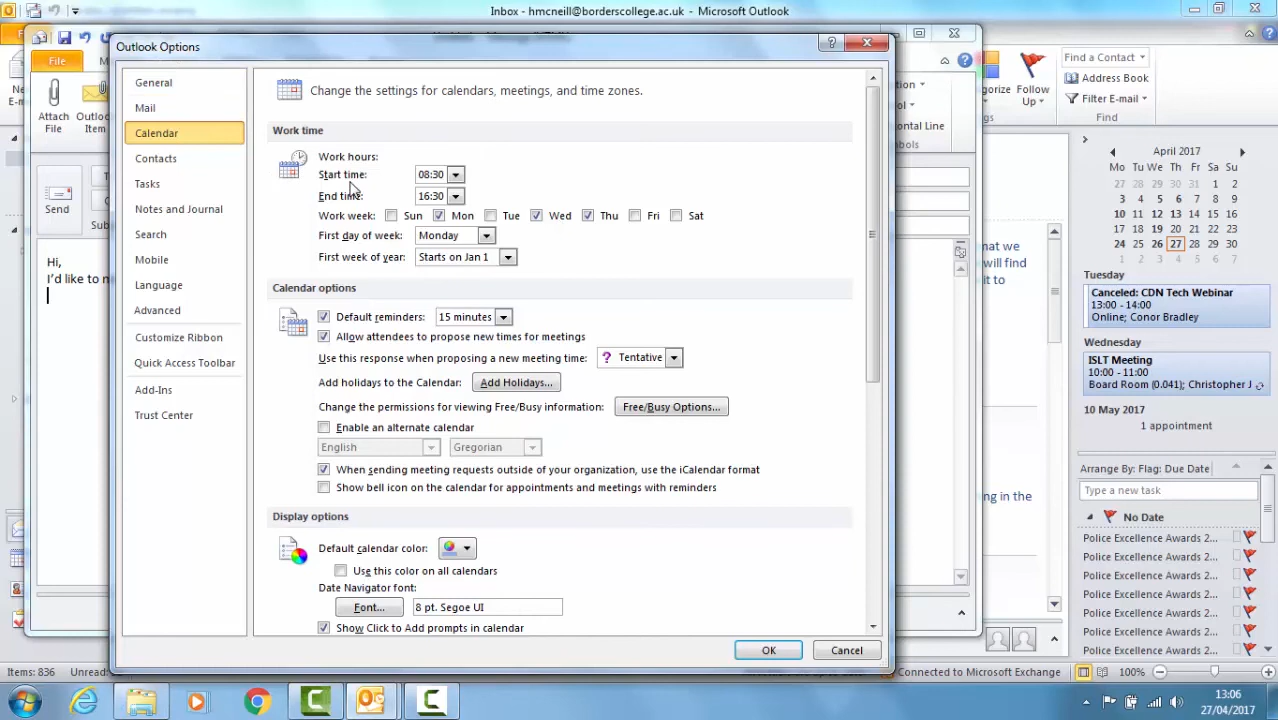 Inbox - hmcneill@borderscollege.ac.uk - Microsoft Outlook
File
Attach
File
Outloo
Item
Send
Sub
Hi,
I'd like to n
Outlook Options
General
Mail
Calendar
Contacts
Tasks
Notes and Journal
Search
Mobile
Language
Advanced
Customize Ribbon
Quick Access Toolbar
Add-Ins
Trust Center
Change the settings for calendars, meetings, and time zones.
Work time
Work hours:
Start time: 08:30
End time: 16:30
Work week: Sun Mon Tue Wed Thu Fri Sat
First day of week: Monday
First week of year: Starts on Jan 1
Calendar options
Default reminders: 15 minutes
Allow attendees to propose new times for meetings
Use this response when proposing a new meeting time: ? Tentative
Add holidays to the Calendar: Add Holidays...
Change the permissions for viewing Free/Busy information: Free/Busy Options...
Enable an alternate calendar
English Gregorian
When sending meeting requests outside of your organization, use the iCalendar format
Show bell icon on the calendar for appointments and meetings with reminders
Display options
Default calendar color:
Use this color on all calendars
Date Navigator font:
Font... 8 pt. Segoe UI
Show Click to Add prompts in calendar
OK Cancel
ontal Line
egorize
Follow
Up
Find a Contact
Address Book
Filter E-mail
Find
at we
will find
it to
ng in the
April 2017
Mo Tu We Th Fr Sa Su
27 28 29 30 31 1 2
3 4 5 6 7 8 9
10 11 12 13 14 15 16
17 18 19 20 21 22 23
24 25 26 27 28 29 30
1 2 3 4 5 6 7
Tuesday
Canceled: CDN Tech Webinar
13:00 - 14:00
Online; Conor Bradley
Wednesday
ISLT Meeting
10:00 - 11:00
Board Room (0.041); Christopher J
10 May 2017
1 appointment
Arrange By: Flag: Due Date
Type a new task
No Date
Police Excellence Awards 2...
Police Excellence Awards 2...
Police Excellence Awards 2...
Police Excellence Awards 2...
Police Excellence Awards 2...
Police Excellence Awards 2...
Police Excellence Awards 2...
Items: 836 Unread:
Connected to Microsoft Exchange
100%
13:06
27/04/2017